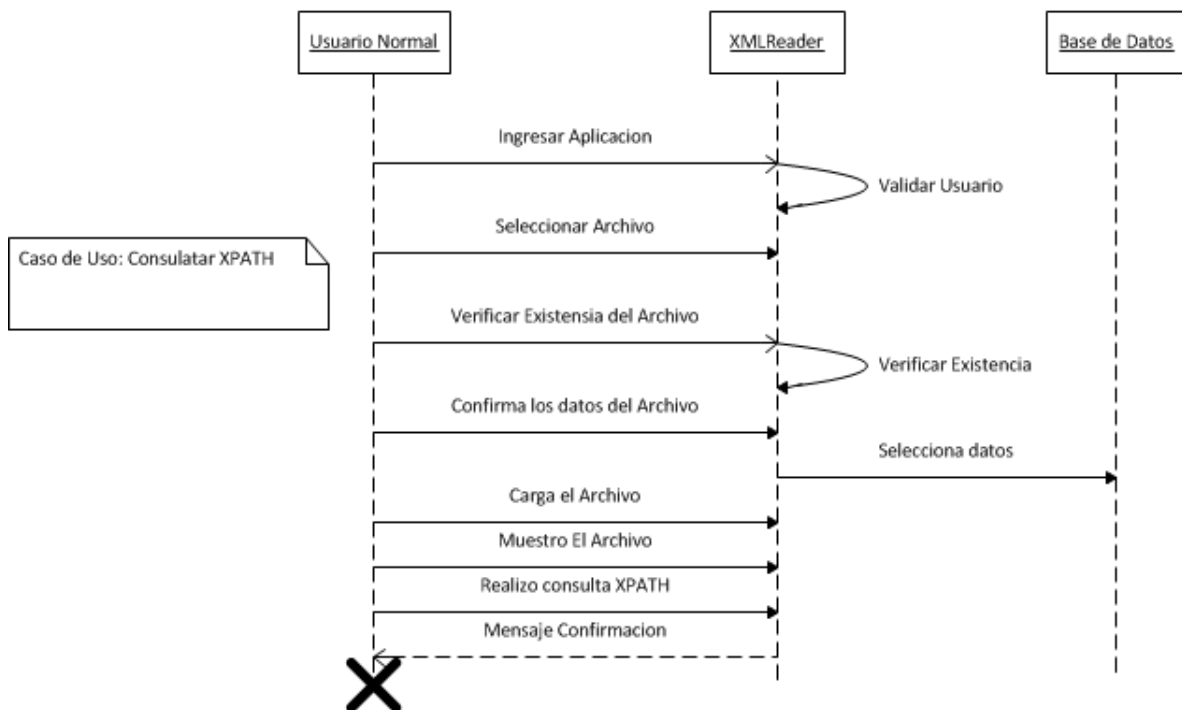 Usuario Normal
XMLReader
Base de Datos
Ingresar Aplicacion
Validar Usuario
Seleccionar Archivo
Caso de Uso: Consulatar XPATH
Verificar Existensia del Archivo
Verificar Existencia
Confirma los datos del Archivo
Selecciona datos
Carga el Archivo
Muestro El Archivo
Realizo consulta XPATH
Mensaje Confirmacion